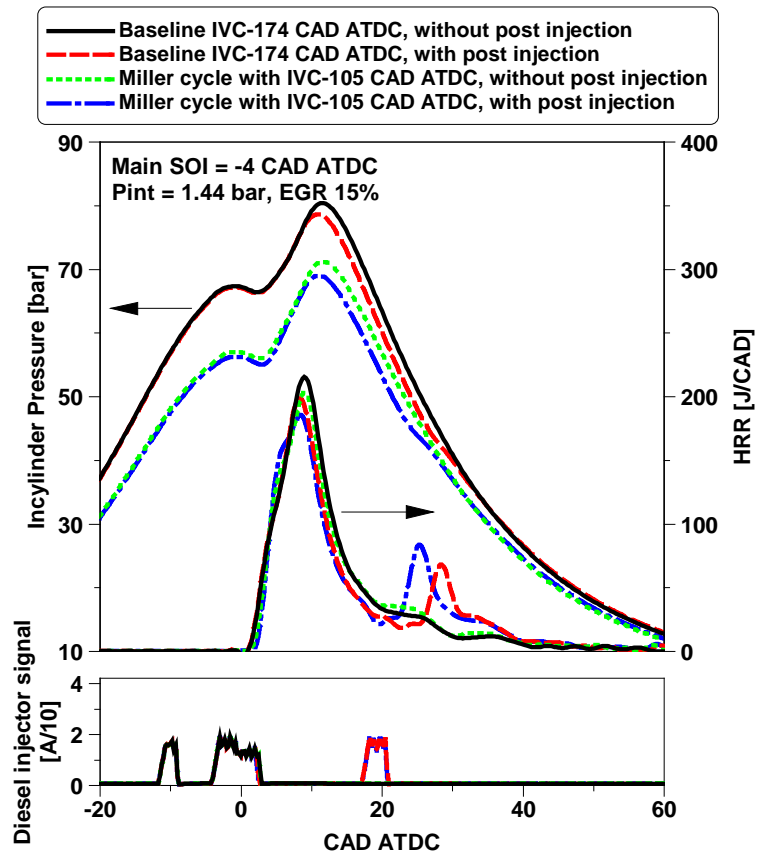 Baseline IVC-174 CAD ATDC, without post injection
Baseline IVC-174 CAD ATDC, with post injection
Miller cycle with IVC-105 CAD ATDC, without post injection
Miller cycle with IVC-105 CAD ATDC, with post injection
90
400
Main SOI = -4 CAD ATDC
Pint = 1.44 bar, EGR 15%
70
300
Incylinder Pressure [bar]
50
200
HRR [J/CAD]
30
100
10
0
Diesel injector signal
[A/10]
4
2
0
-20
0
20
40
60
CAD ATDC